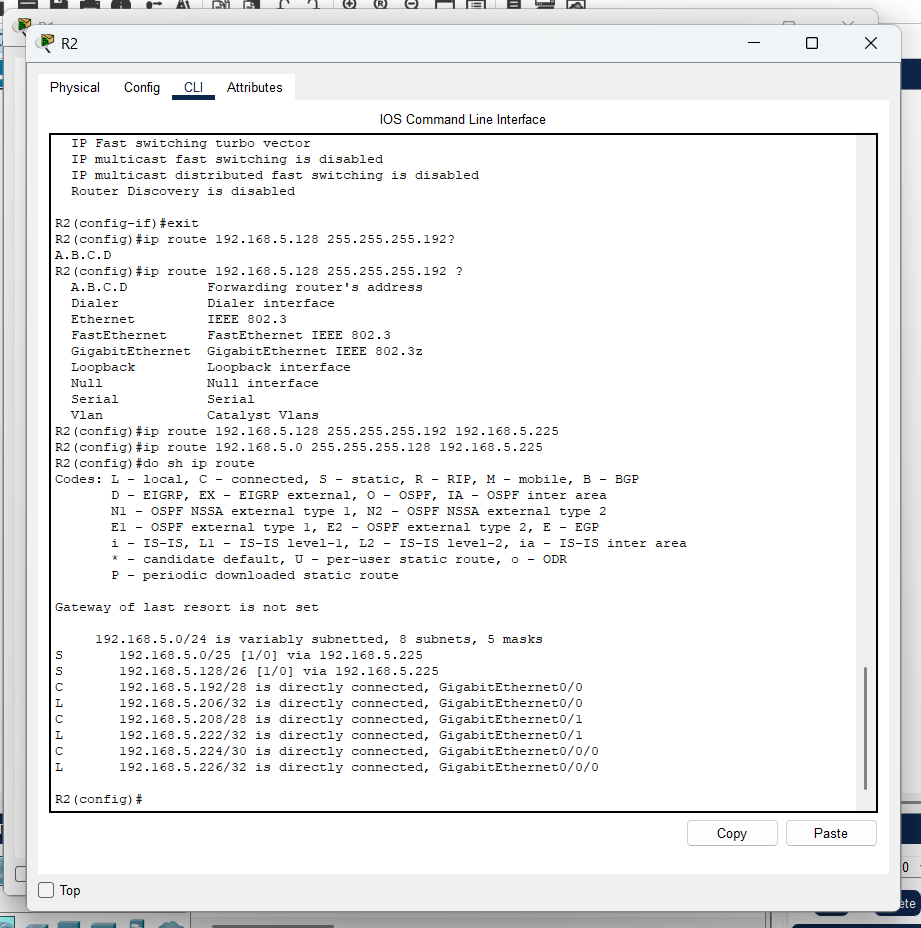 R2
Physical Config CLI Attributes
IOS Command Line Interface
IP Fast switching turbo vector
IP multicast fast switching is disabled
IP multicast distributed fast switching is disabled
Router Discovery is disabled
R2(config-if)#exit
R2(config)#ip route 192.168.5.128 255.255.255.192?
A.B.C.D
R2(config)#ip route 192.168.5.128 255.255.255.192 ?
A.B.C.D Forwarding router's address
Dialer Dialer interface
Ethernet IEEE 802.3
FastEthernet FastEthernet IEEE 802.3
GigabitEthernet GigabitEthernet IEEE 802.3z
Loopback Loopback interface
Null Null interface
Serial Serial
Vlan Catalyst Vlans
R2(config)#ip route 192.168.5.128 255.255.255.192 192.168.5.225
R2(config)#ip route 192.168.5.0 255.255.255.128 192.168.5.225
R2(config)#do sh ip route
Codes: L - local, C - connected, S - static, R - RIP, M - mobile, B - BGP
D - EIGRP, EX - EIGRP external, O - OSPF, IA - OSPF inter area
N1 - OSPF NSSA external type 1, N2 - OSPF NSSA external type 2
E1 - OSPF external type 1, E2 - OSPF external type 2, E - EGP
i - IS-IS, L1 - IS-IS level-1, L2 - IS-IS level-2, ia - IS-IS inter area
* - candidate default, U - per-user static route, o - ODR
P - periodic downloaded static route
Gateway of last resort is not set
192.168.5.0/24 is variably subnetted, 8 subnets, 5 masks
S 192.168.5.0/25 [1/0] via 192.168.5.225
S 192.168.5.128/26 [1/0] via 192.168.5.225
C 192.168.5.192/28 is directly connected, GigabitEthernet0/0
L 192.168.5.206/32 is directly connected, GigabitEthernet0/0
C 192.168.5.208/28 is directly connected, GigabitEthernet0/1
L 192.168.5.222/32 is directly connected, GigabitEthernet0/1
C 192.168.5.224/30 is directly connected, GigabitEthernet0/0/0
L 192.168.5.226/32 is directly connected, GigabitEthernet0/0/0
R2(config)#
Copy Paste
Top